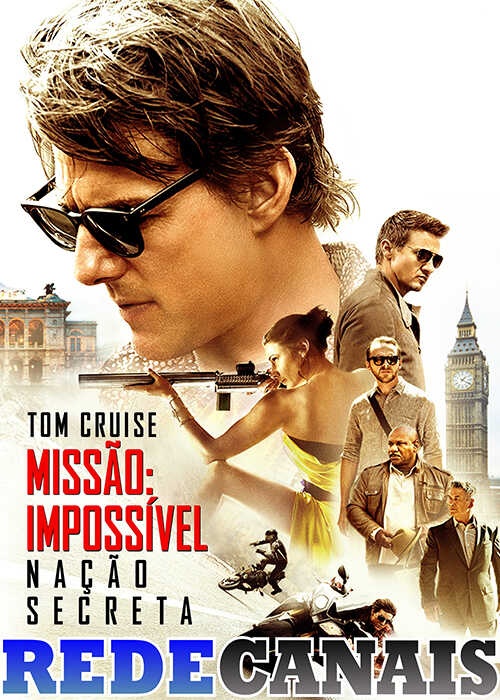 TOM CRUISE
MISSÃO:
IMPOSSÍVEL
NAÇÃO
SECRETA
REDECANAIS